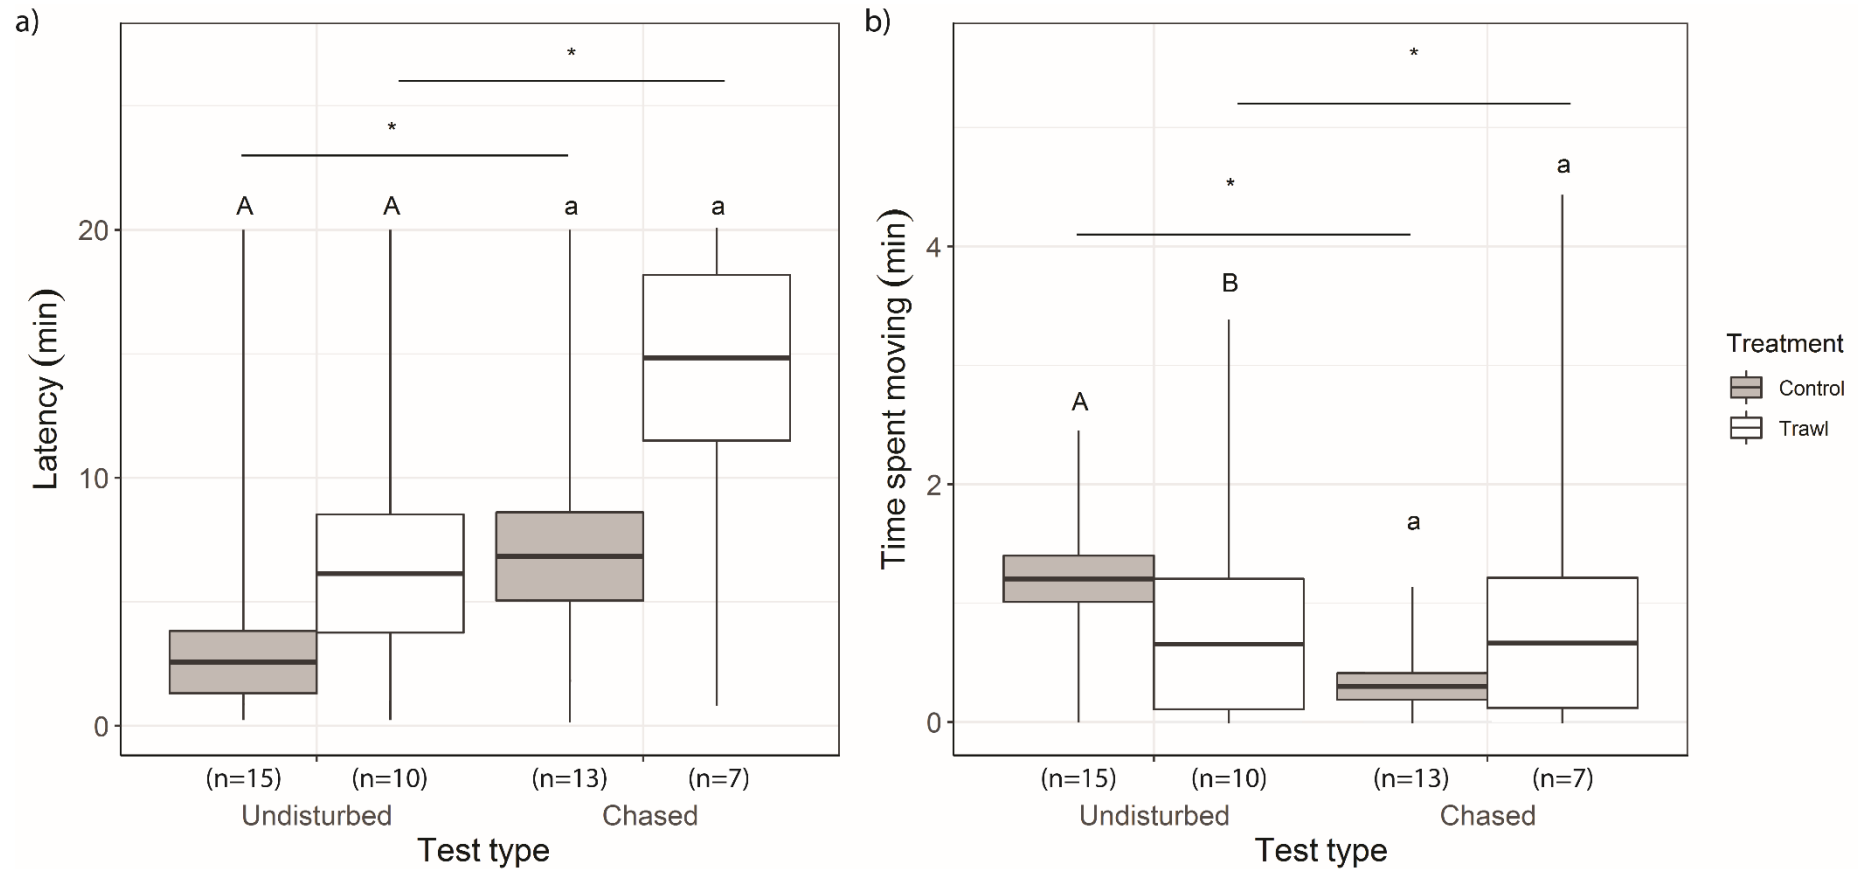 a)
*
*
A A a a
20
10
0
Latency (min)
(n=15) (n=10) (n=13) (n=7)
Undisturbed Chased
Test type
b)
*
*
a
B
A
a
4
2
0
Time spent moving (min)
(n=15) (n=10) (n=13) (n=7)
Undisturbed Chased
Test type
Treatment
Control
Trawl